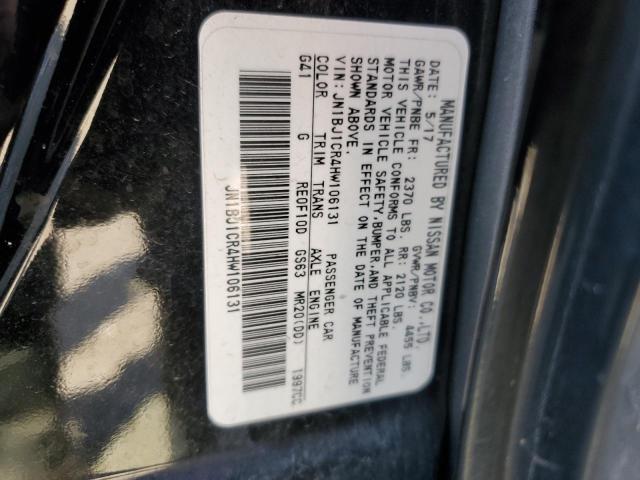 MANUFACTURED BY NISSAN MOTOR CO.,LTD.
DATE: 5/17 GVWR/PNBV: 4455 LBS.
GAWR/PNBE FR: 2370 LBS. RR: 2120 LBS.
THIS VEHICLE CONFORMS TO ALL APPLICABLE FEDERAL
MOTOR VEHICLE SAFETY,BUMPER,AND THEFT PREVENTION
STANDARDS IN EFFECT ON THE DATE OF MANUFACTURE
SHOWN ABOVE.
VIN:JN1BJ1CR4HW106131 PASSENGER CAR
COLOR TRIM TRANS AXLE ENGINE
G41 G RE0F10D GS63 MR20(DD) 1997CC
JN1BJ1CR4HW106131